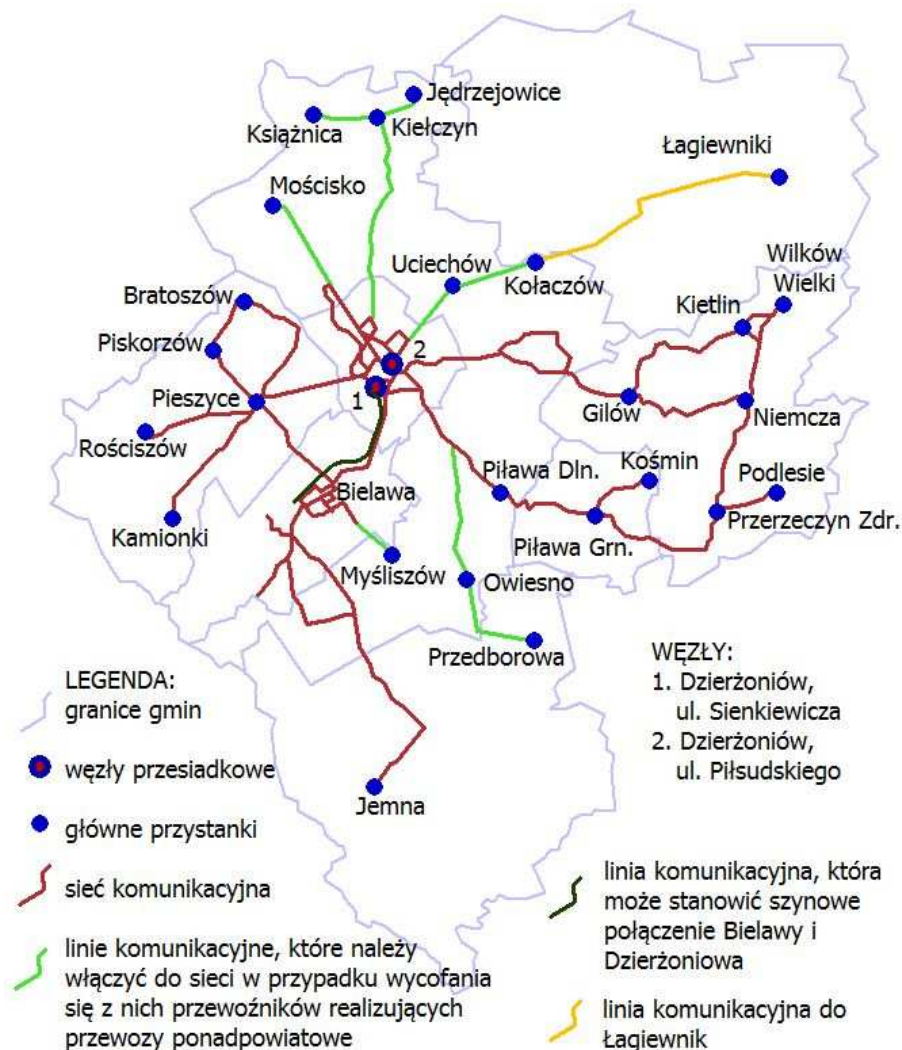 Jędrzejowice
Książnica
Kiełczyn
Łagiewniki
Mościsko
Uciechów
Kołaczów
Wilków
Wielki
Bratoszów
Kietlin
Piskorzów
2
Pieszyce
1
Gilów
Niemcza
Rościszów
Piława Dln.
Kośmin
Podlesie
Bielawa
Kamionki
Piława Grn.
Przerzeczyn Zdr.
Myśliszów
Owiesno
Przedborowa
Jemna
WĘZŁY:
1. Dzierżoniów,
ul. Sienkiewicza
2. Dzierżoniów,
ul. Piłsudskiego
LEGENDA:
granice gmin
węzły przesiadkowe
główne przystanki
sieć komunikacyjna
linie komunikacyjne, które należy
włączyć do sieci w przypadku wycofania
się z nich przewoźników realizujących
przewozy ponadpowiatowe
linia komunikacyjna, która
może stanowić szynowe
połączenie Bielawy i
Dzierżoniowa
linia komunikacyjna do
Łagiewnik